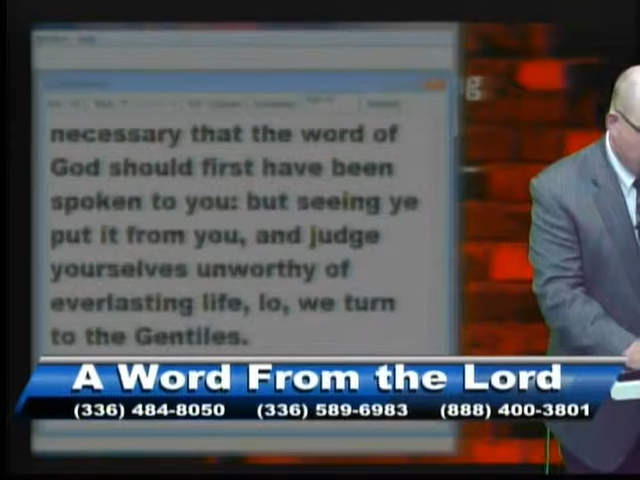 necessary that the word of
God should first have been
spoken to you: but seeing ye
put it from you, and judge
yourselves unworthy of
everlasting life, lo, we turn
to the Gentiles.
A Word From the Lord
(336) 484-8050 (336) 589-6983 (888) 400-3801